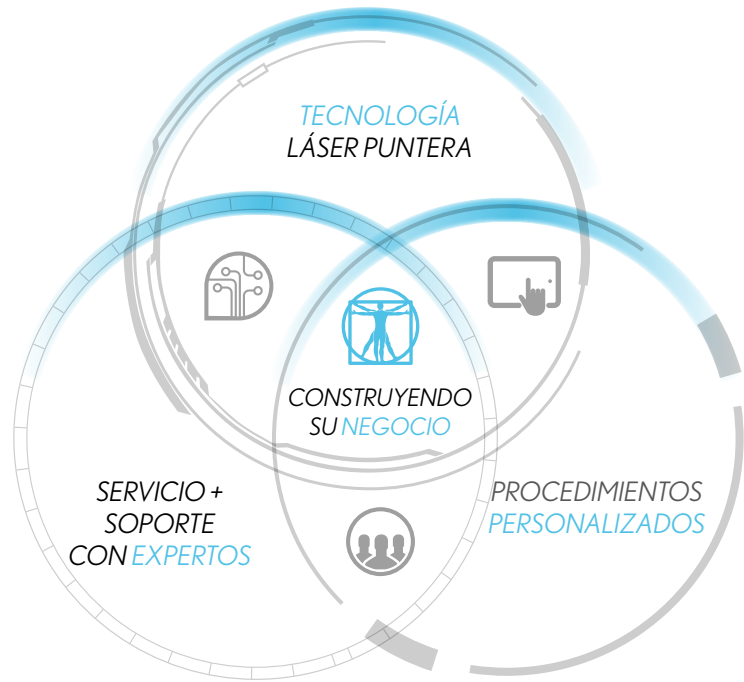 TECNOLOGÍA
LÁSER PUNTERA
CONSTRUYENDO
SU NEGOCIO
SERVICIO +
SOPORTE
CON EXPERTOS
PROCEDIMIENTOS
PERSONALIZADOS